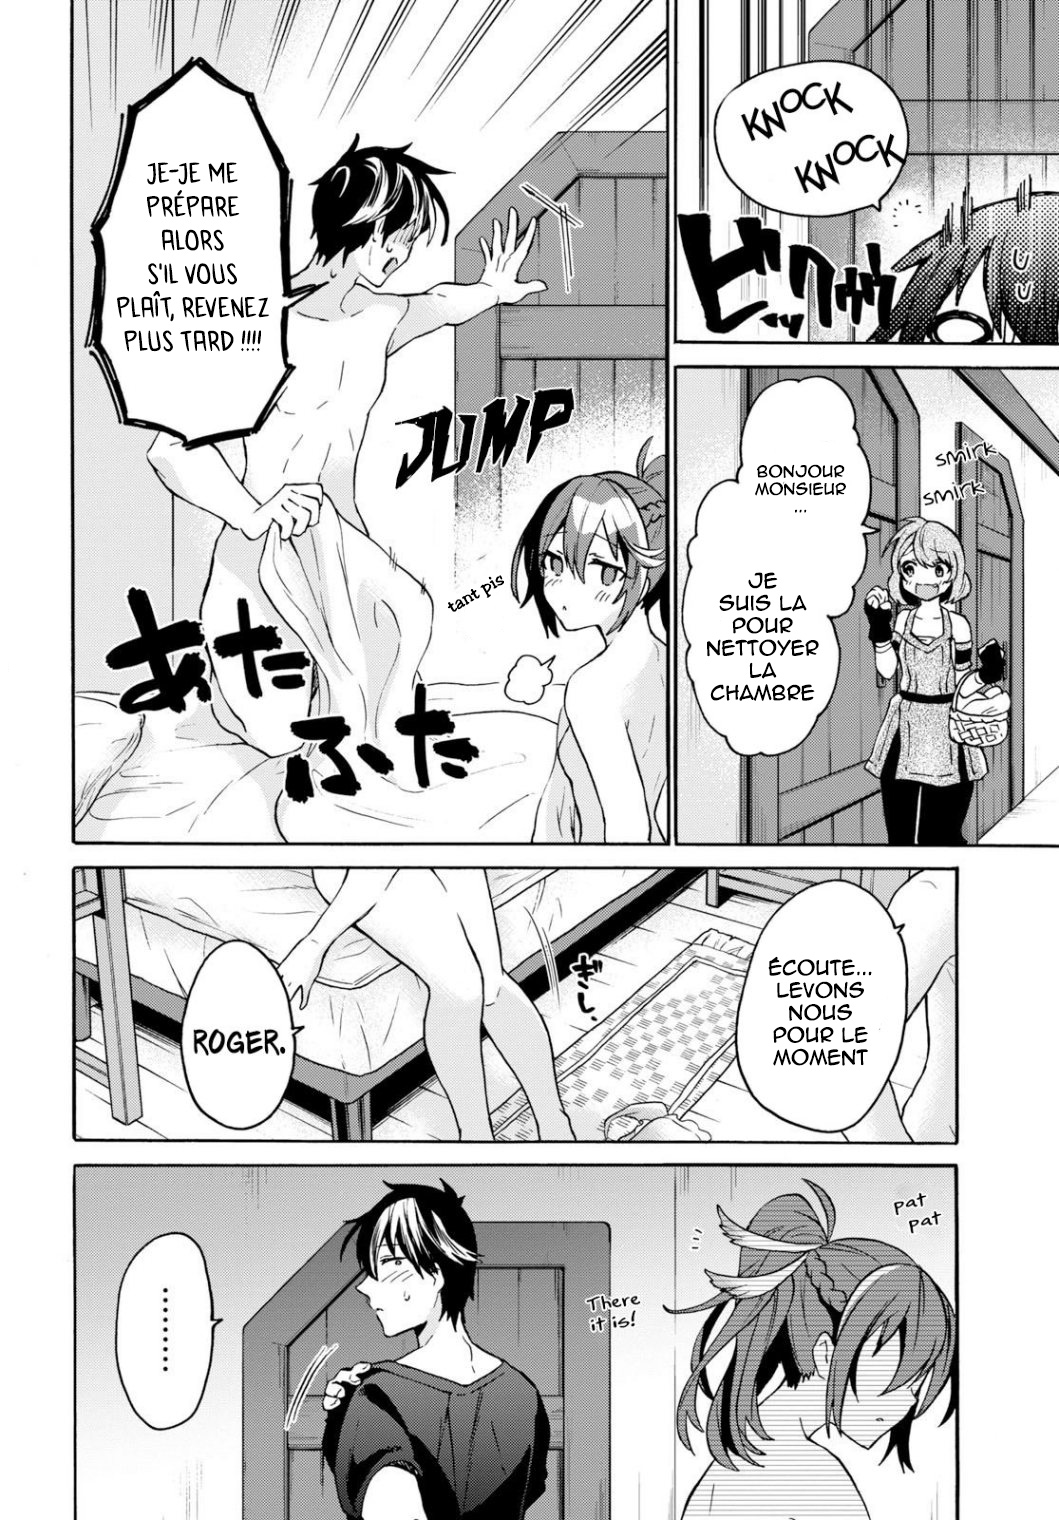 KNOCK
KNOCK
ビックゥゥ
smirk
smirk
BONJOUR
MONSIEUR
...
JE
SUIS LA
POUR
NETTOYER
LA
CHAMBRE
JE-JE ME
PRÉPARE
ALORS
S'IL VOUS
PLAÎT, REVENEZ
PLUS TARD !!!!
JUMP
tant pis
あた
ふた
ÉCOUTE...
LEVONS
NOUS
POUR LE
MOMENT
ぎし
ROGER.
pat
pat
There
it is!
.........